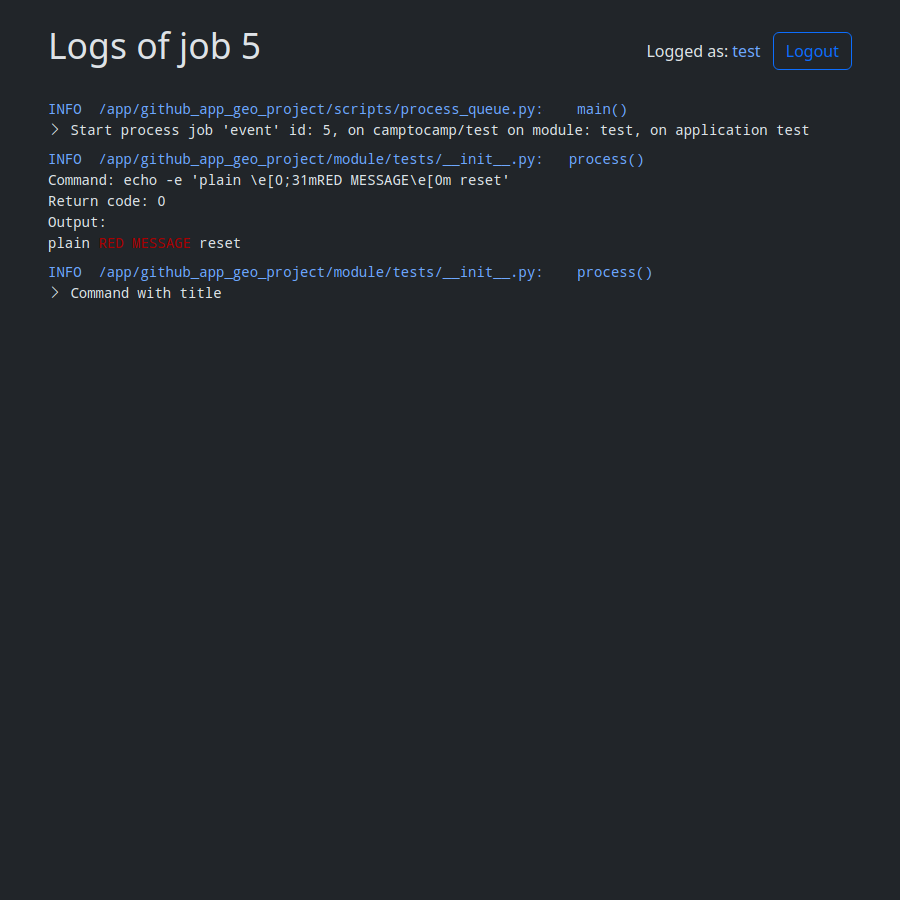 Logs of job 5
Logged as: test Logout
INFO /app/github_app_geo_project/scripts/process_queue.py: main()
Start process job 'event' id: 5, on camptocamp/test on module: test, on application test
INFO /app/github_app_geo_project/module/tests/__init__.py: process()
Command: echo -e 'plain \e[0;31mRED MESSAGE\e[0m reset'
Return code: 0
Output:
plain RED MESSAGE reset
INFO /app/github_app_geo_project/module/tests/__init__.py: process()
Command with title